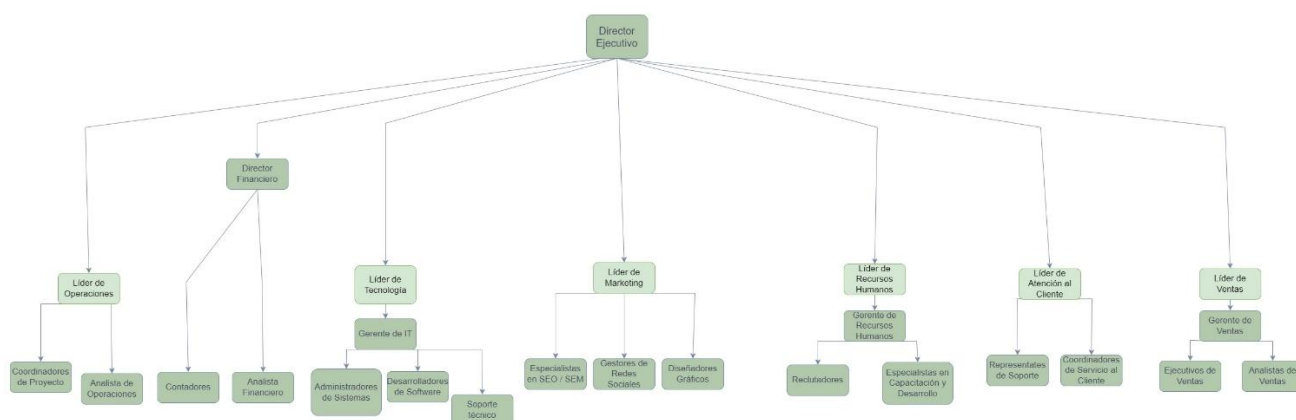 Director
Ejecutivo
Director
Financiero
Líder de
Operaciones
Líder de
Tecnología
Líder de
Marketing
Líder de
Recursos
Humanos
Líder de
Atención al
Cliente
Líder de
Ventas
Gerente de IT
Gerente de
Recursos
Humanos
Gerente de
Ventas
Coordinadores
de Proyecto
Analista de
Operaciones
Contadores
Analista
Financiero
Administradores
de Sistemas
Desarrolladores
de Software
Soporte
técnico
Especialistas
en SEO / SEM
Gestores de
Redes
Sociales
Diseñadores
Gráficos
Reclutadores
Especialistas en
Capacitación y
Desarrollo
Representates
de Soporte
Coordinadores
de Servicio al
Cliente
Ejecutivos de
Ventas
Analistas de
Ventas